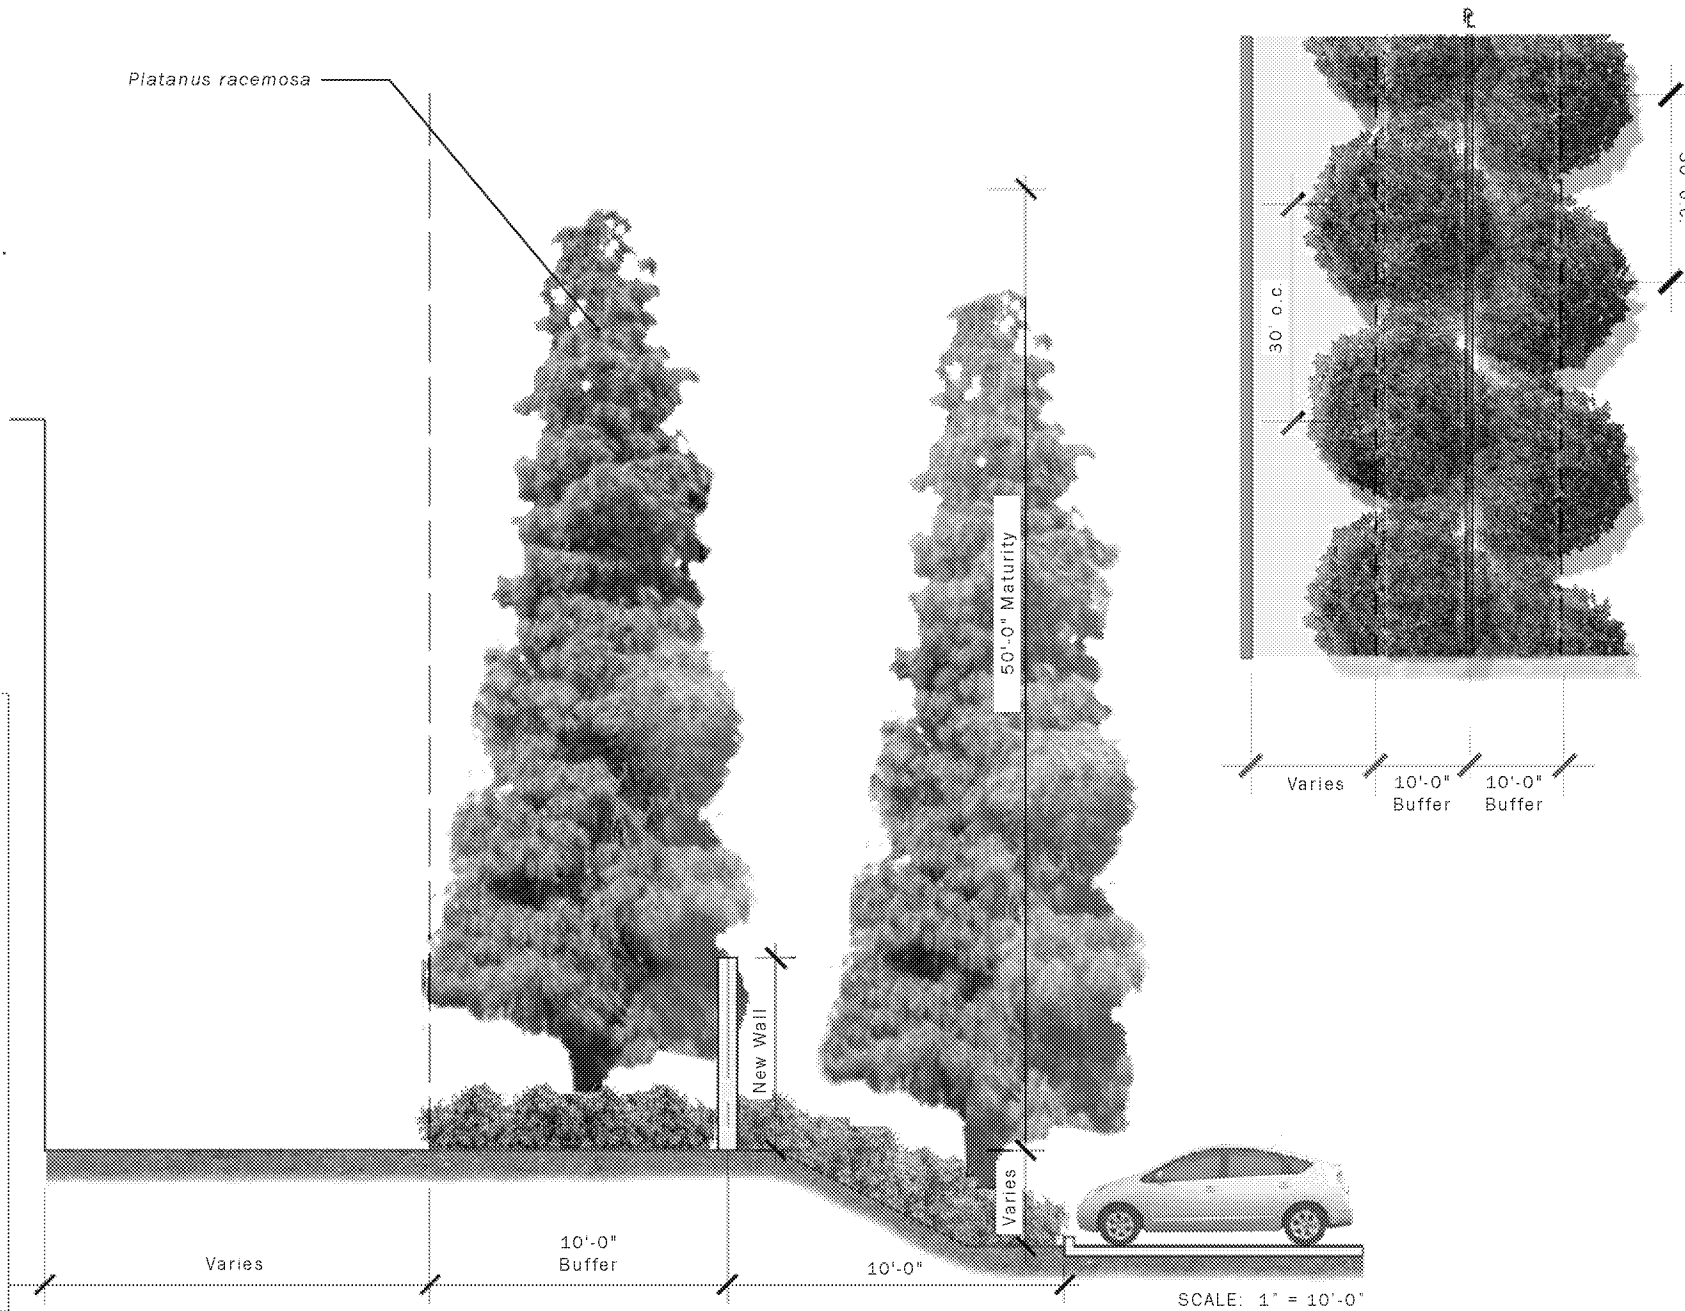 Platanus racemosa
30' o.c.
50'-0" Maturity
Varies
10'-0"
Buffer
10'-0"
Buffer
New Wall
Varies
Varies
10'-0"
Buffer
10'-0"
SCALE: 1" = 10'-0"